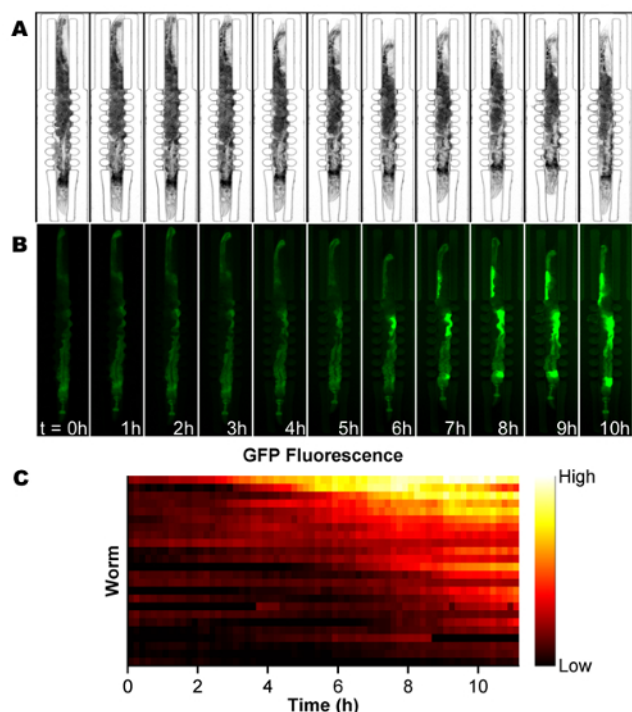 A
B
t = 0h 1h 2h 3h 4h 5h 6h 7h 8h 9h 10h
GFP Fluorescence
C
High
Worm
Low
0 2 4 6 8 10
Time (h)